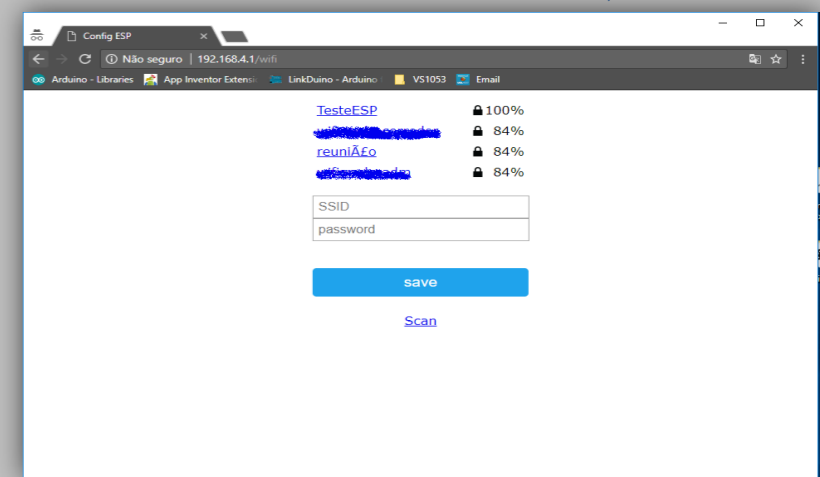 Config ESP
Não seguro | 192.168.4.1/wifi
Arduino - Libraries App Inventor Extensi LinkDuino - Arduino VS1053 Email
TesteESP 100%
84%
reuniÃ£o 84%
84%
SSID
password
save
Scan